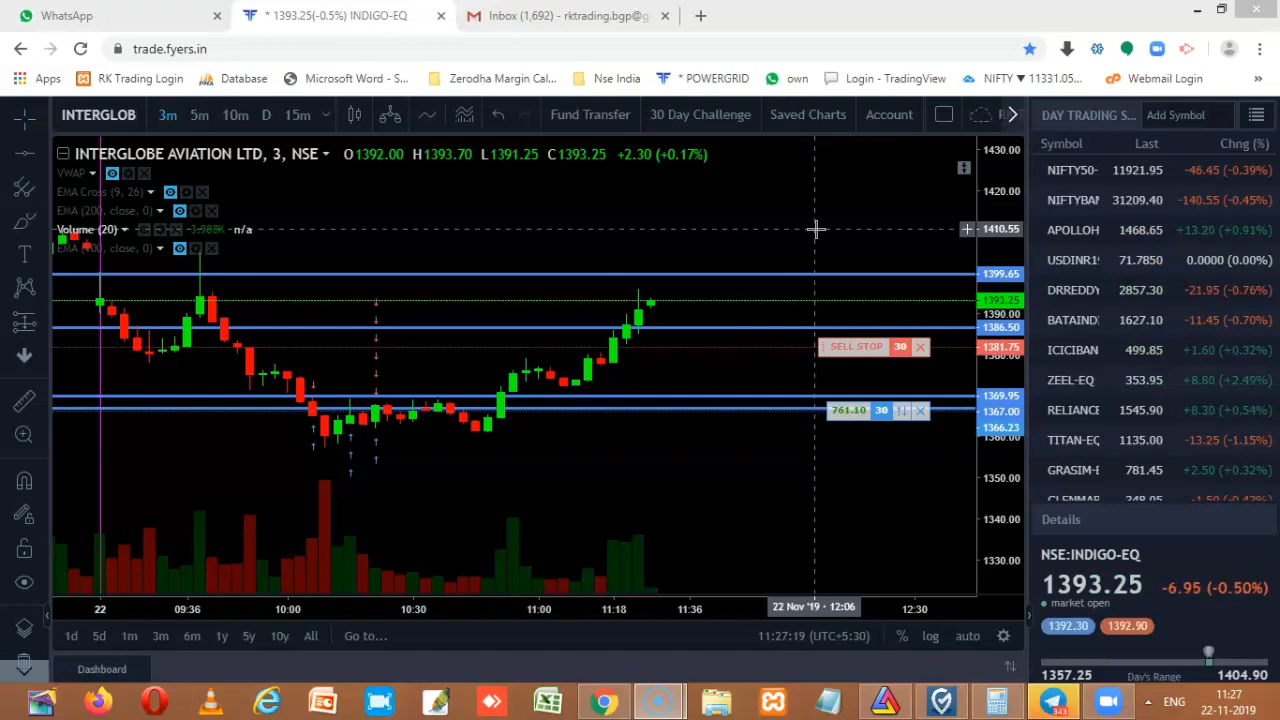 WhatsApp
* 1393.25(-0.5%) INDIGO-EQ
Inbox (1,692) - rktrading.bgp@g
trade.fyers.in
Apps
RK Trading Login
Database
Microsoft Word - S...
Zerodha Margin Cal...
Nse India
* POWERGRID
own
Login - TradingView
NIFTY ▼ 11331.05...
Webmail Login
»
INTERGLOB
3m
5m
10m
D
15m
Fund Transfer
30 Day Challenge
Saved Charts
Account
DAY TRADING S...
Add Symbol
INTERGLOBE AVIATION LTD, 3, NSE
O1392.00 H1393.70 L1391.25 C1393.25 +2.30 (+0.17%)
VWAP
EMA Cross (9, 26)
EMA (200, close, 0)
Volume (20)
3.988K n/a
EMA (200, close, 0)
1430.00
1420.00
1410.55
1399.65
1393.25
1390.00
1386.50
1381.75
1380.00
1369.95
1367.00
1366.23
1360.00
1350.00
1340.00
1330.00
SELL STOP 30
761.10 30
22
09:36
10:00
10:30
11:00
11:18
11:36
22 Nov '19 - 12:06
12:30
1d
5d
1m
3m
6m
1y
5y
10y
All
Go to...
11:27:19 (UTC+5:30)
%
log
auto
Dashboard
Symbol Last Chng (%)
NIFTY50- 11921.95 -46.45 (-0.39%)
NIFTYBAN 31209.40 -140.55 (-0.45%)
APOLLOH 1468.65 +13.20 (+0.91%)
USDINR1 71.7850 0.0000 (0.00%)
DRREDDY 2857.30 -21.95 (-0.76%)
BATAIND 1627.10 -11.45 (-0.70%)
ICICIBAN 499.85 +1.60 (+0.32%)
ZEEL-EQ 353.95 +8.60 (+2.49%)
RELIANCE 1545.90 +8.30 (+0.54%)
TITAN-EQ 1135.00 -13.25 (-1.15%)
GRASIM-E 781.45 +2.50 (+0.32%)
Details
NSE:INDIGO-EQ
1393.25 -6.95 (-0.50%)
market open
1392.30 1392.90
1357.25 Day's Range 1404.90
343
ENG
11:27
22-11-2019